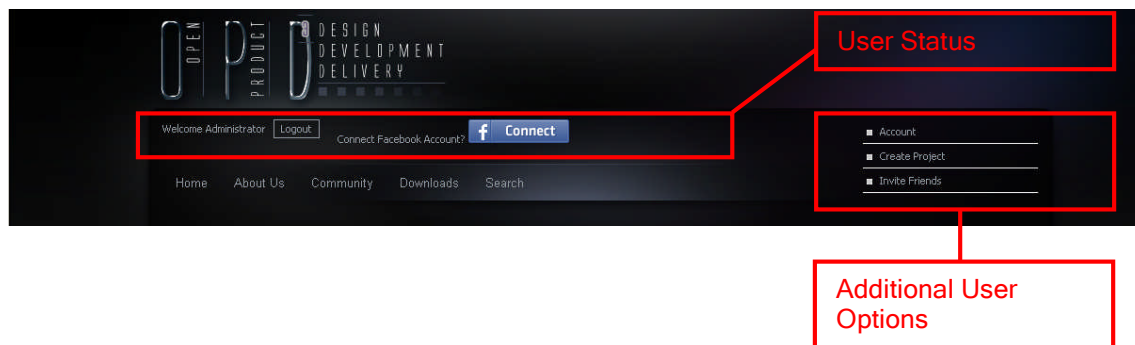 OPEN PRODUCT D3 DESIGN
DEVELOPMENT
DELIVERY
User Status
Welcome Administrator Logout Connect Facebook Account? f Connect
Account
Create Project
Invite Friends
Home About Us Community Downloads Search
Additional User
Options